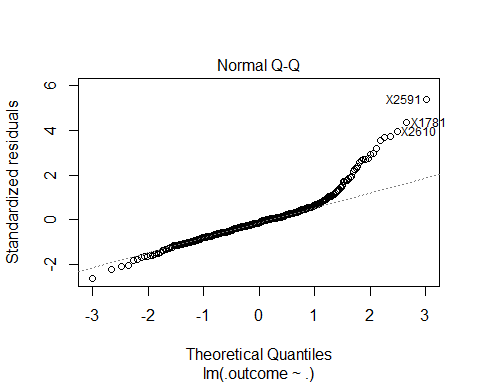 Normal Q-Q
Standardized residuals
6
4
2
0
-2
X2591
X1781
X2610
-3 -2 -1 0 1 2 3
Theoretical Quantiles
lm(.outcome ~ .)